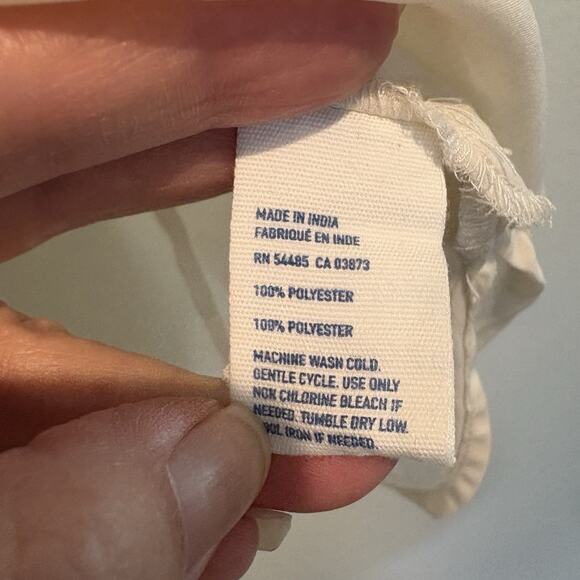 MADE IN INDIA
FABRIQUÉ EN INDE
RN 54485 CA 03873
100% POLYESTER
100% POLYESTER
MACHINE WASH COLD.
GENTLE CYCLE. USE ONLY
NON CHLORINE BLEACH IF
NEEDED. TUMBLE DRY LOW.
IRON IF NEEDED.